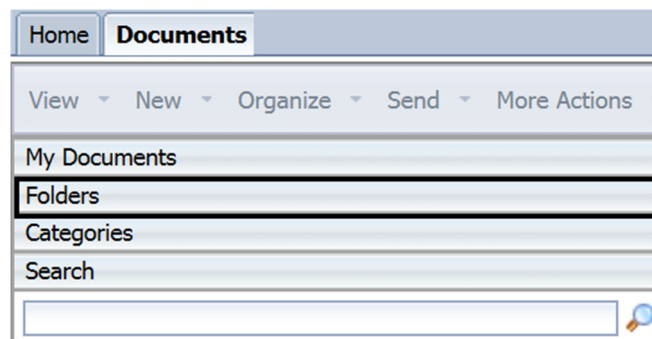 Home Documents
View New Organize Send More Actions
My Documents
Folders
Categories
Search